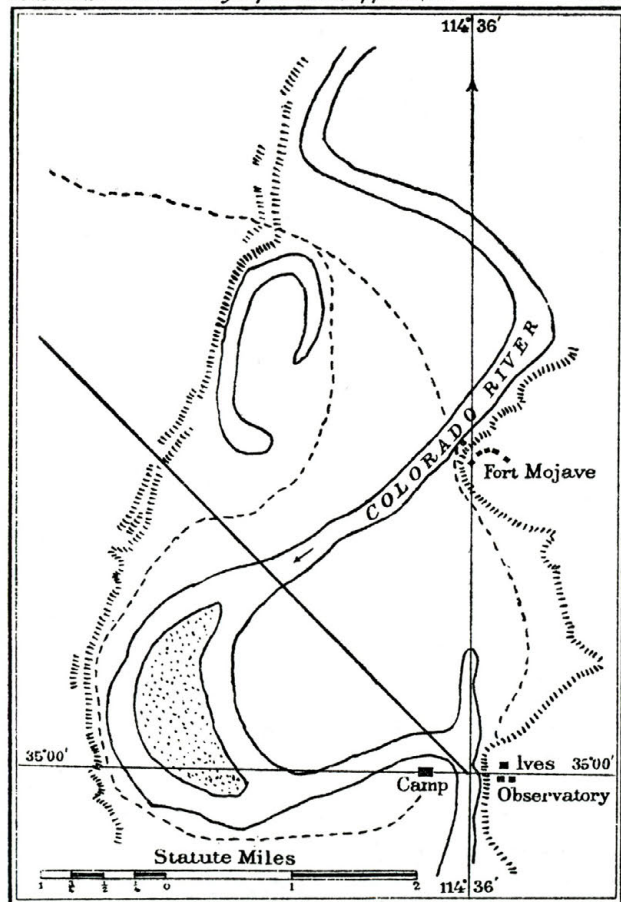 114° 36'
COLORADO RIVER
Fort Mojave
35°00'
Ives
35°00'
Camp
Observatory
Statute Miles
1
0
1
2
114° 36'